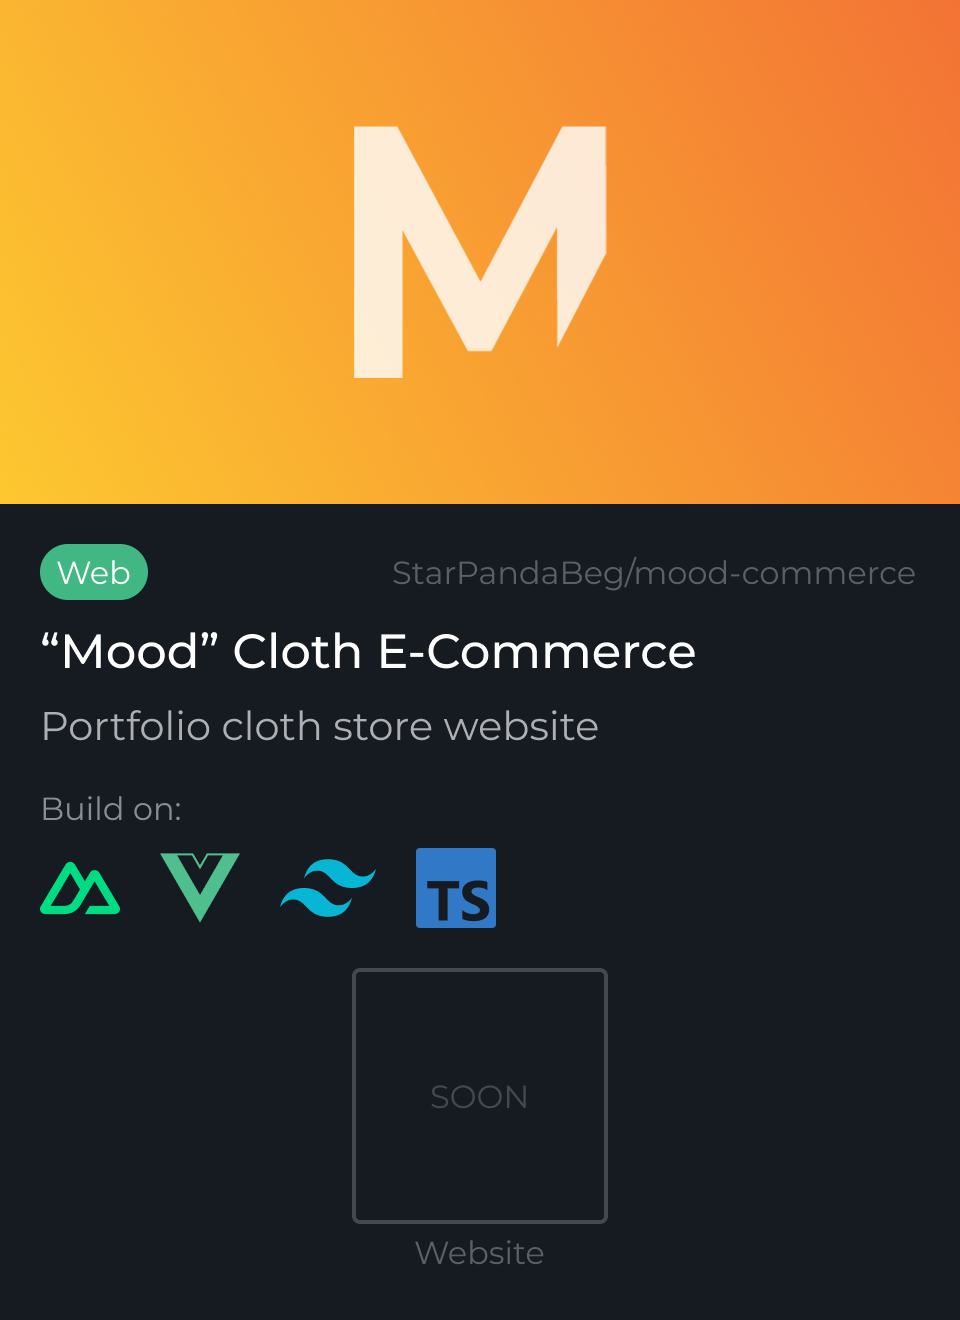 M
Web
StarPandaBeg/mood-commerce
“Mood” Cloth E-Commerce
Portfolio cloth store website
Build on:
TS
SOON
Website